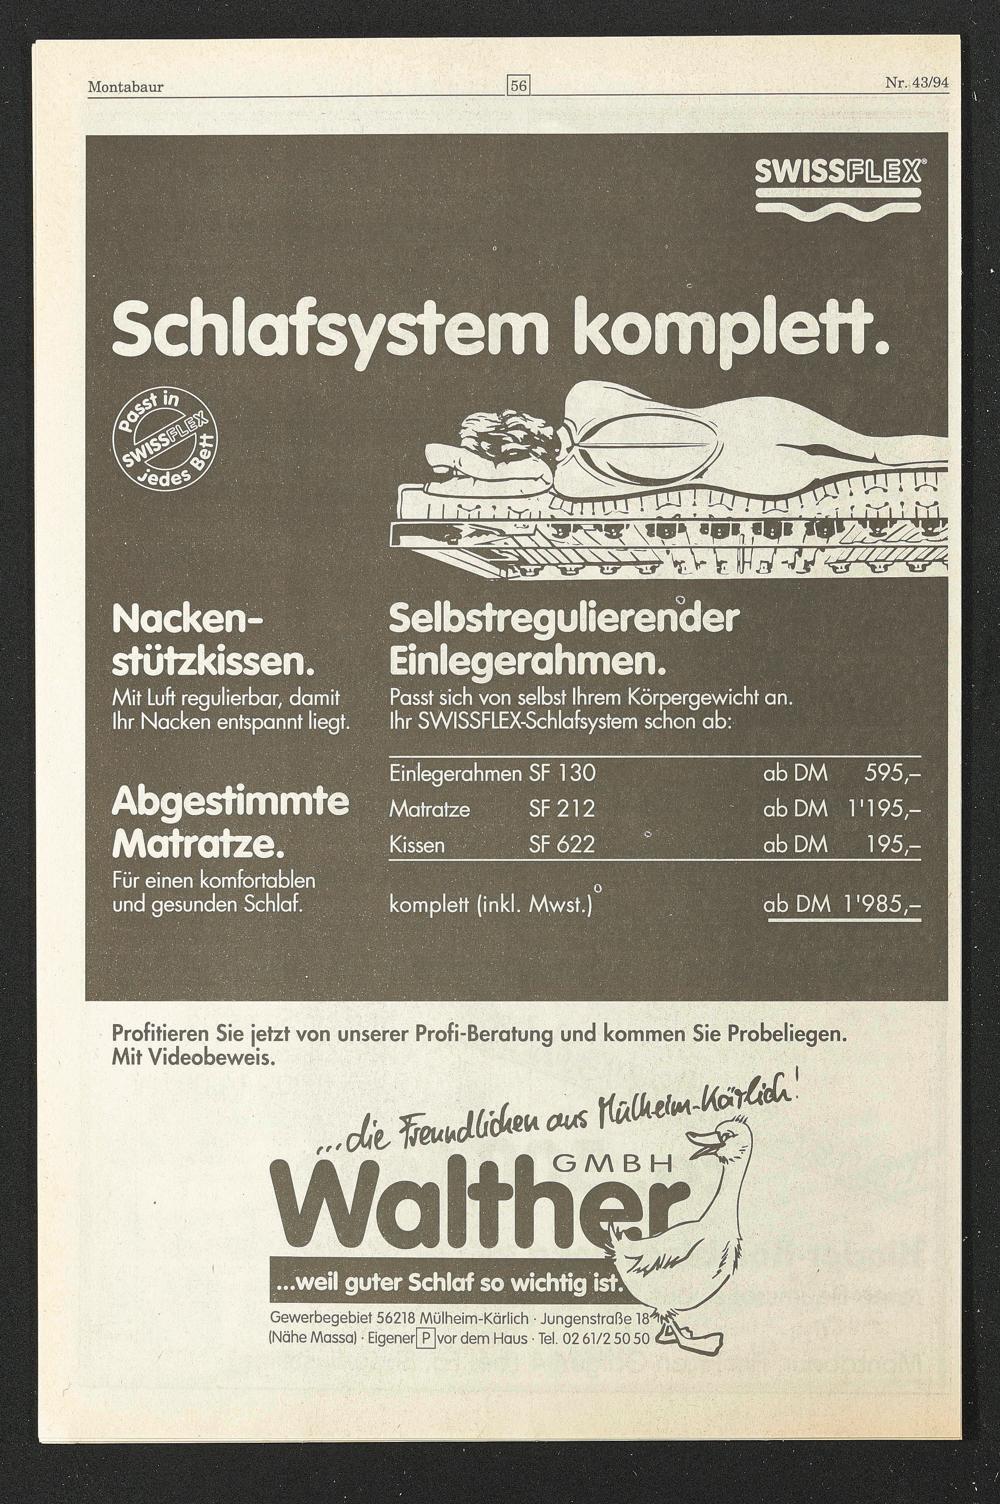 Montabaur
56
Nr. 43/94
SWISSFLEX®
Schlafsystem komplett.
Passt in
SWISSFLEX
jedes Bett
Nacken-
stützkissen.
Mit Luft regulierbar, damit
Ihr Nacken entspannt liegt.
Abgestimmte
Matratze.
Für einen komfortablen
und gesunden Schlaf.
Selbstregulierender
Einlegerahmen.
Passt sich von selbst Ihrem Körpergewicht an.
Ihr SWISSFLEX-Schlafsystem schon ab:
Einlegerahmen SF 130 ab DM 595,–
Matratze SF 212 ab DM 1'195,–
Kissen SF 622 ab DM 195,–
komplett (inkl. Mwst.) ab DM 1'985,–
Profitieren Sie jetzt von unserer Profi-Beratung und kommen Sie Probeliegen.
Mit Videobeweis.
...die Freundlichen aus Mülheim-Kärlich!
GMBH
Walther
...weil guter Schlaf so wichtig ist.
Gewerbegebiet 56218 Mülheim-Kärlich · Jungenstraße 18
(Nähe Massa) · Eigener P vor dem Haus · Tel. 02 61/2 50 50